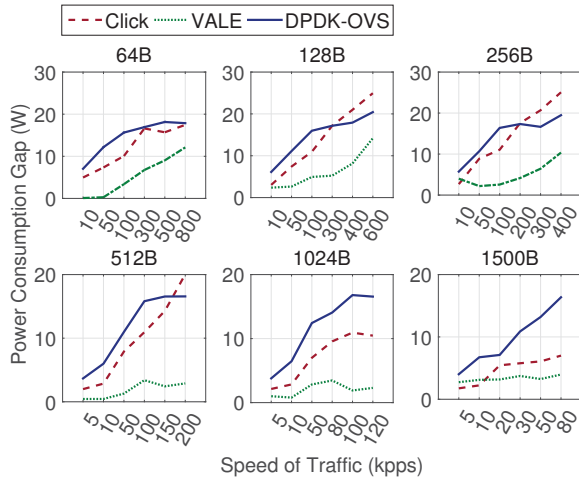 Click VALE DPDK-OVS
64B 128B 256B
Power Consumption Gap (W)
30 30 30
20 20 20
10 10 10
0 0 0
10 50 100 300 500 800
10 50 100 300 400 600
10 50 100 200 300 400
512B 1024B 1500B
20 20 20
10 10 10
0 0 0
5 10 50 100 150 200
5 10 50 80 100 120
5 10 20 30 50 80
Speed of Traffic (kpps)